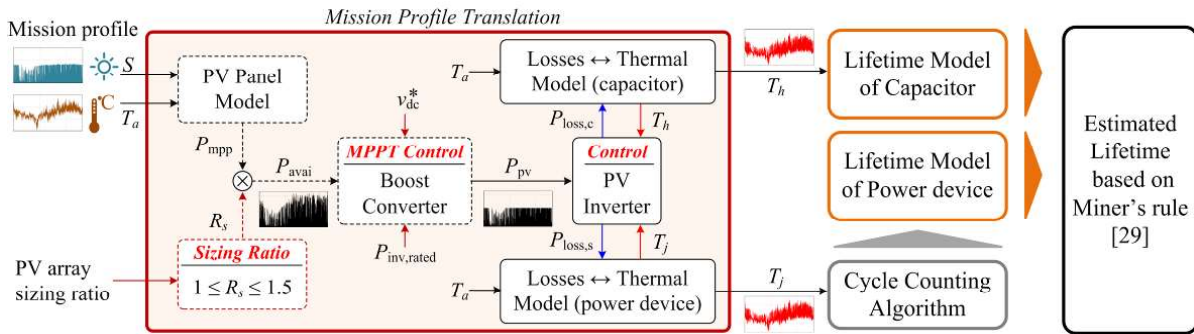 Mission Profile Translation
Mission profile
S
°C
T_a
PV Panel
Model
P_mpp
P_avai
R_s
PV array
sizing ratio
Sizing Ratio
1 ≤ R_s ≤ 1.5
v*_dc
MPPT Control
Boost
Converter
P_inv,rated
P_pv
T_a
Losses ↔ Thermal
Model (capacitor)
P_loss,c
T_h
Control
PV
Inverter
P_loss,s
T_j
T_a
Losses ↔ Thermal
Model (power device)
T_h
T_j
Lifetime Model
of Capacitor
Lifetime Model
of Power device
Cycle Counting
Algorithm
Estimated
Lifetime
based on
Miner's rule
[29]